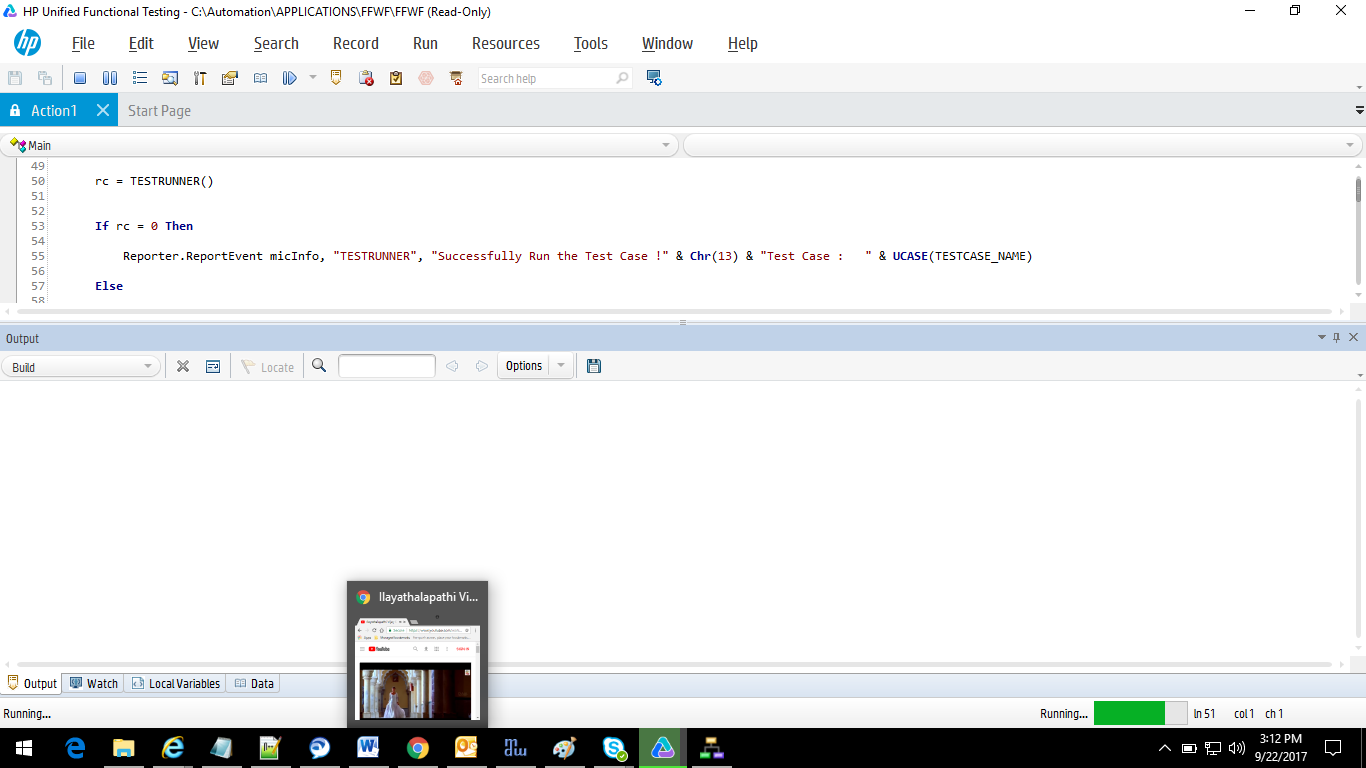 HP Unified Functional Testing - C:\Automation\APPLICATIONS\FFWF\FFWF (Read-Only)
hp File Edit View Search Record Run Resources Tools Window Help
Search help
Action1 Start Page
Main
49
50 rc = TESTRUNNER()
51
52
53 If rc = 0 Then
54
55 Reporter.ReportEvent micInfo, "TESTRUNNER", "Successfully Run the Test Case !" & Chr(13) & "Test Case :   " & UCASE(TESTCASE_NAME)
56
57 Else
58
Output
Build Locate Options
Ilayathalapathi Vi...
YouTube
Output Watch Local Variables Data
Running... Running... ln 51 col 1 ch 1
3:12 PM
9/22/2017